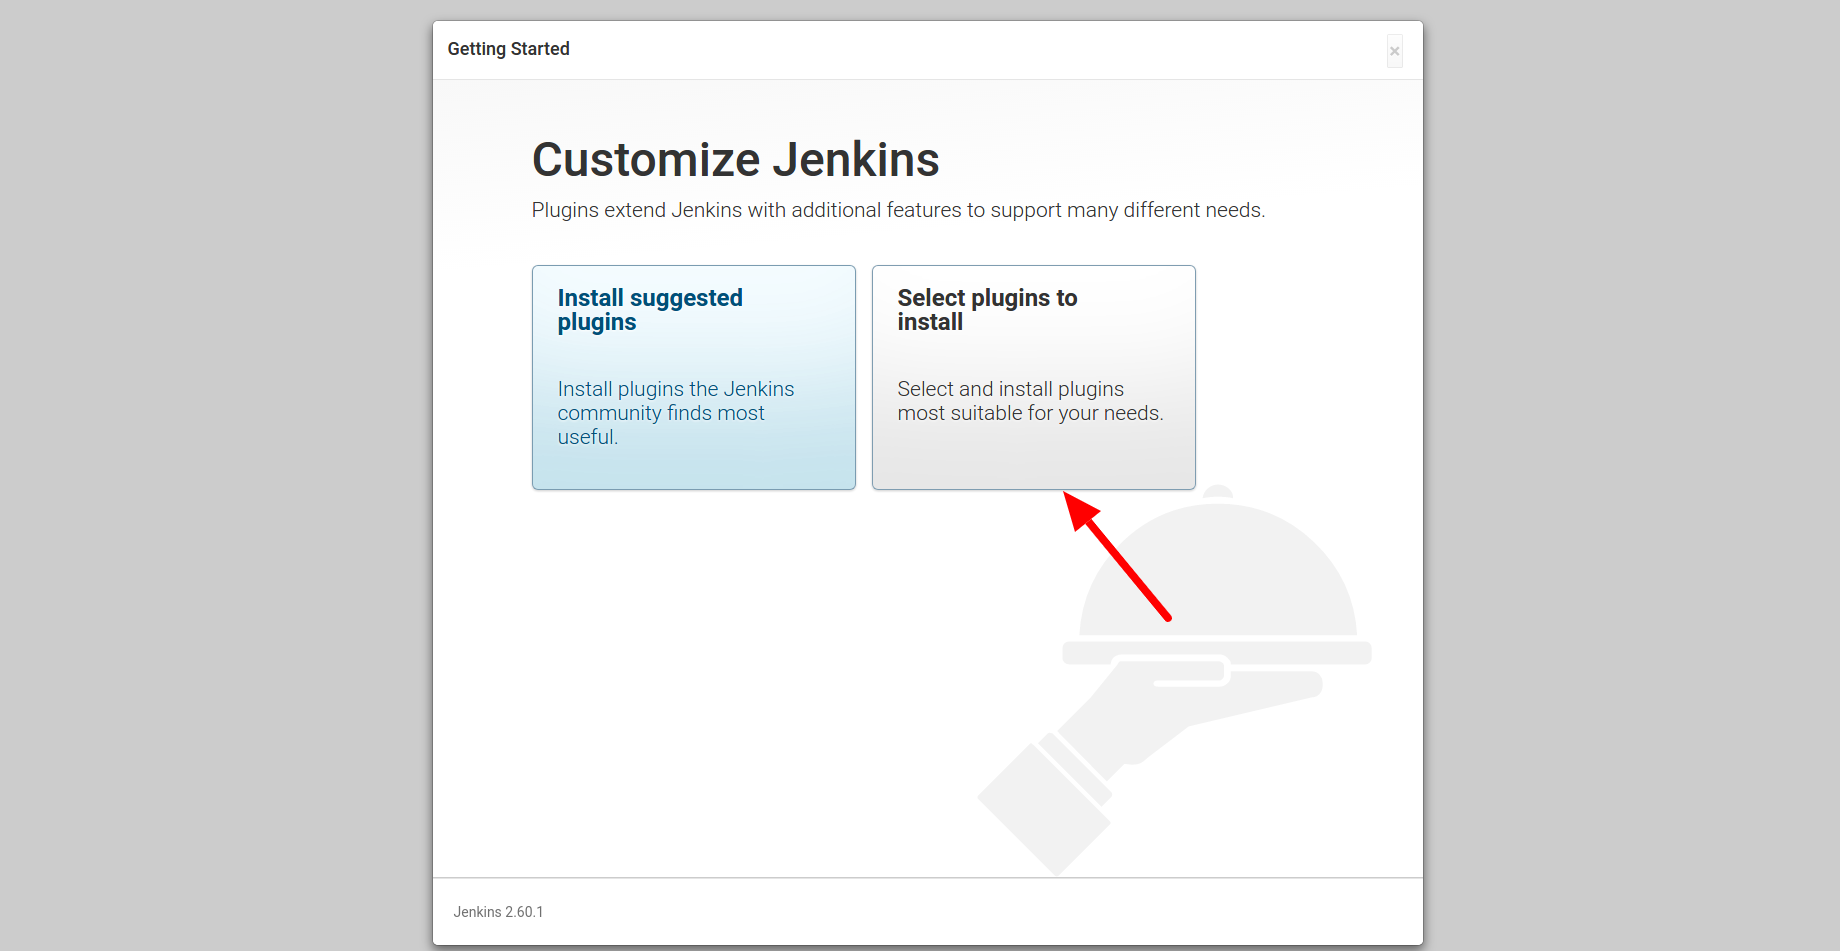 Getting Started
×
Customize Jenkins
Plugins extend Jenkins with additional features to support many different needs.
Install suggested
plugins
Install plugins the Jenkins
community finds most
useful.
Select plugins to
install
Select and install plugins
most suitable for your needs.
Jenkins 2.60.1